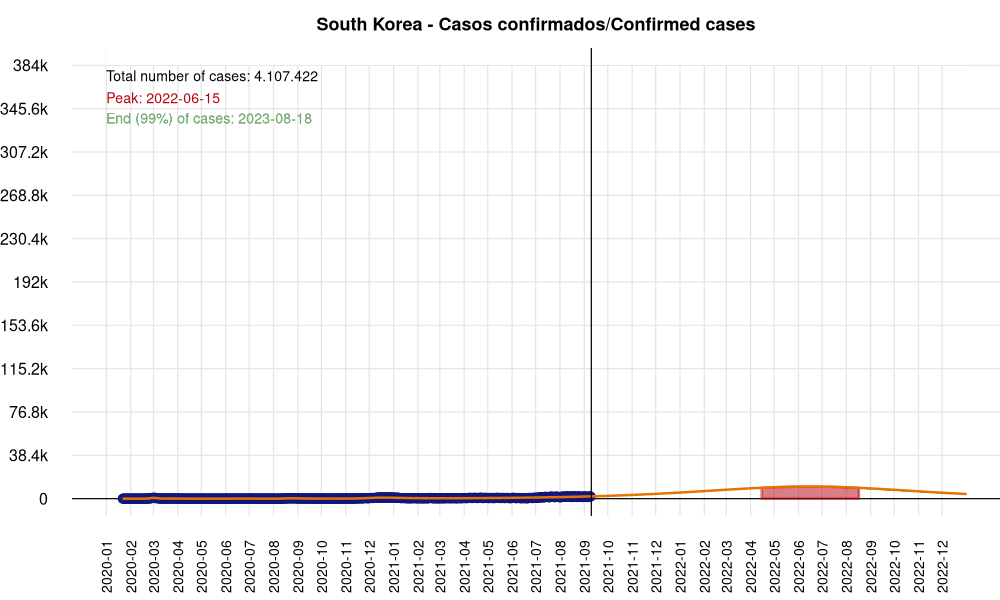 South Korea - Casos confirmados/Confirmed cases
Total number of cases: 4.107.422
Peak: 2022-06-15
End (99%) of cases: 2023-08-18
384k
345.6k
307.2k
268.8k
230.4k
192k
153.6k
115.2k
76.8k
38.4k
0
2020-01
2020-02
2020-03
2020-04
2020-05
2020-06
2020-07
2020-08
2020-09
2020-10
2020-11
2020-12
2021-01
2021-02
2021-03
2021-04
2021-05
2021-06
2021-07
2021-08
2021-09
2021-10
2021-11
2021-12
2022-01
2022-02
2022-03
2022-04
2022-05
2022-06
2022-07
2022-08
2022-09
2022-10
2022-11
2022-12